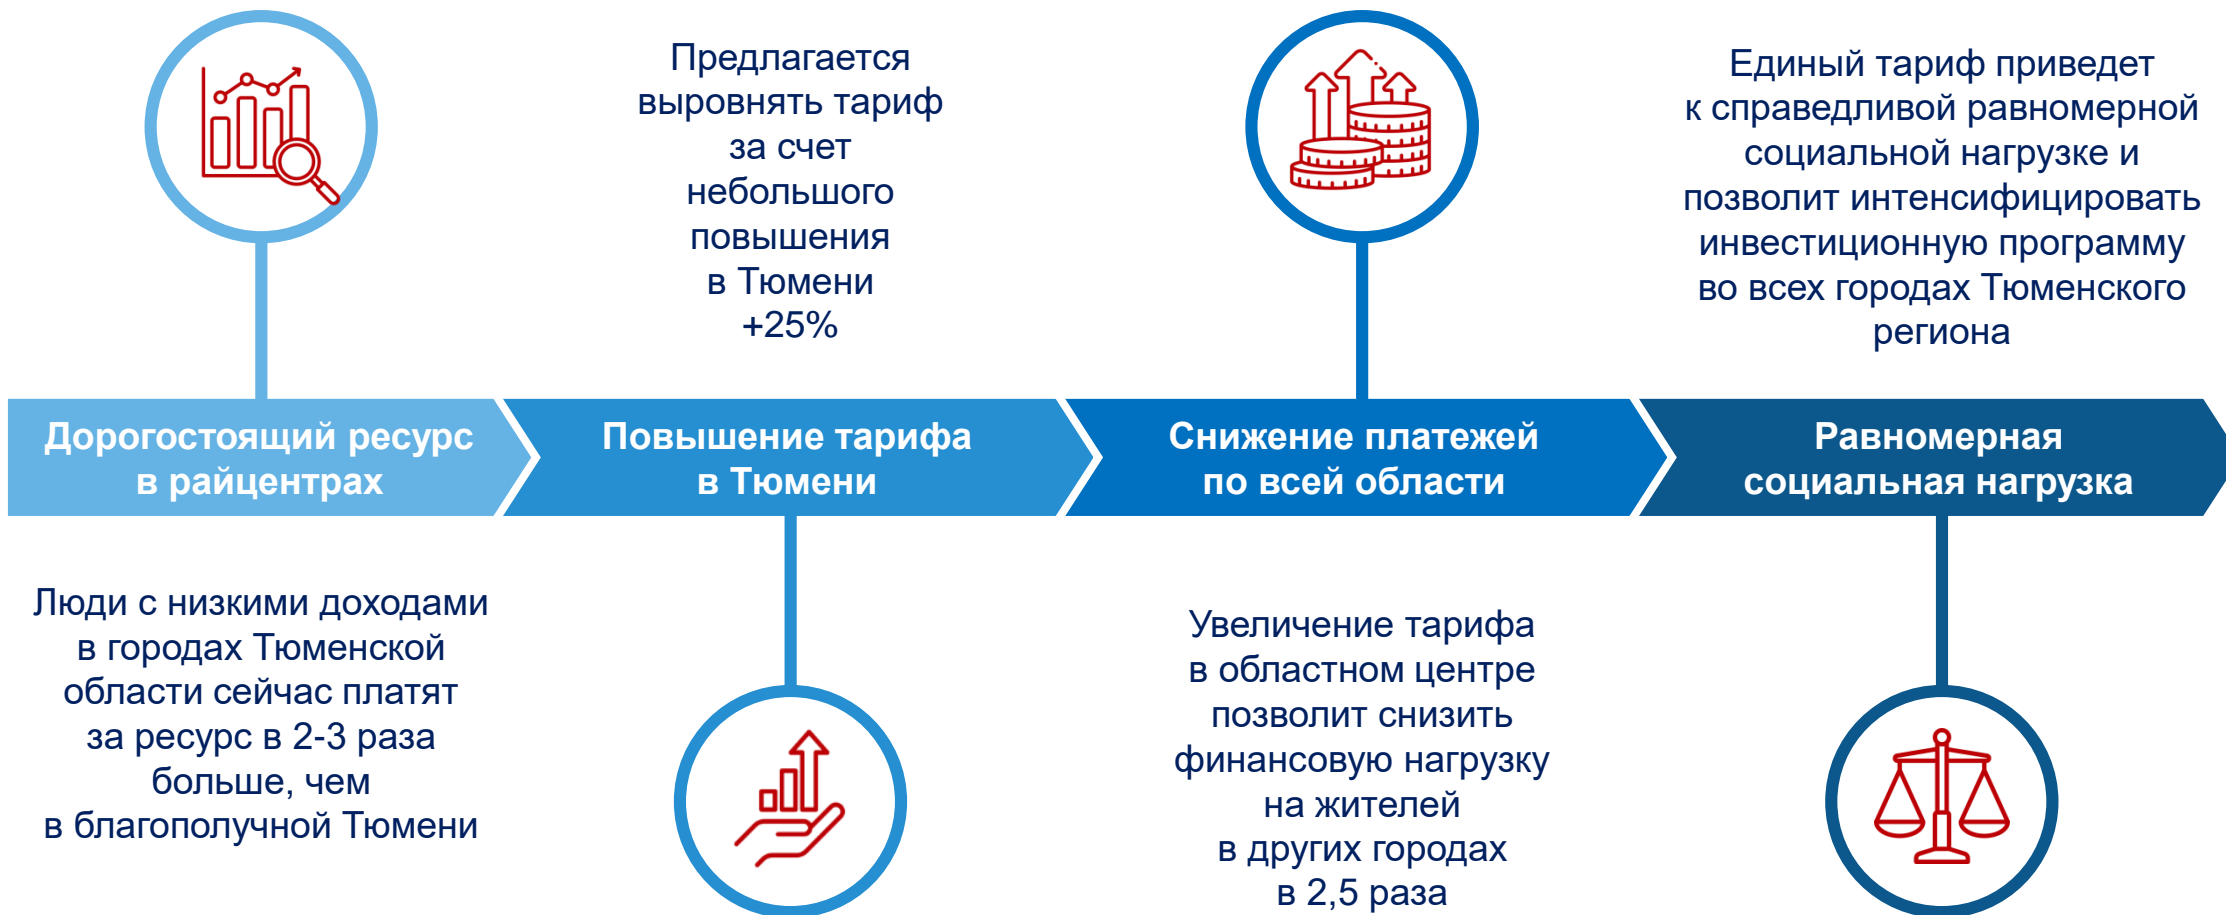 Предлагается
выровнять тариф
за счет
небольшого
повышения
в Тюмени
+25%
Единый тариф приведет
к справедливой равномерной
социальной нагрузке и
позволит интенсифицировать
инвестиционную программу
во всех городах Тюменского
региона
Дорогостоящий ресурс
в райцентрах
Повышение тарифа
в Тюмени
Снижение платежей
по всей области
Равномерная
социальная нагрузка
Люди с низкими доходами
в городах Тюменской
области сейчас платят
за ресурс в 2-3 раза
больше, чем
в благополучной Тюмени
Увеличение тарифа
в областном центре
позволит снизить
финансовую нагрузку
на жителей
в других городах
в 2,5 раза